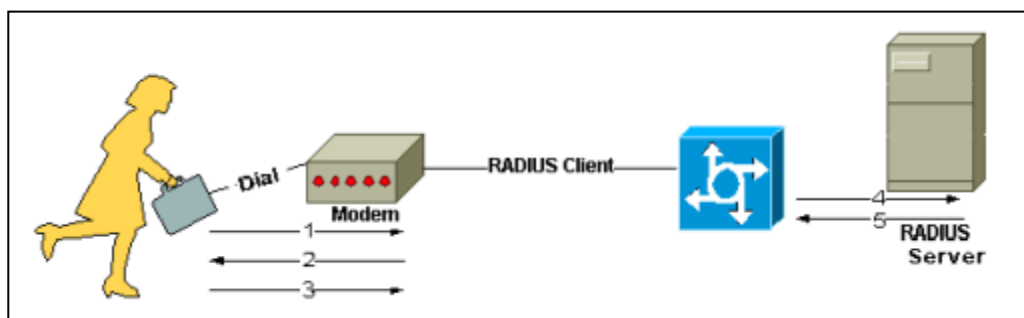 Dial
Modem
RADIUS Client
1
2
3
4
5
RADIUS
Server